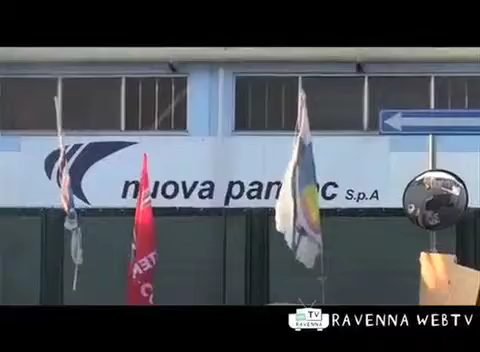 nuova pan
S.p.A
TV
RAVENNA
RAVENNA WEBTV